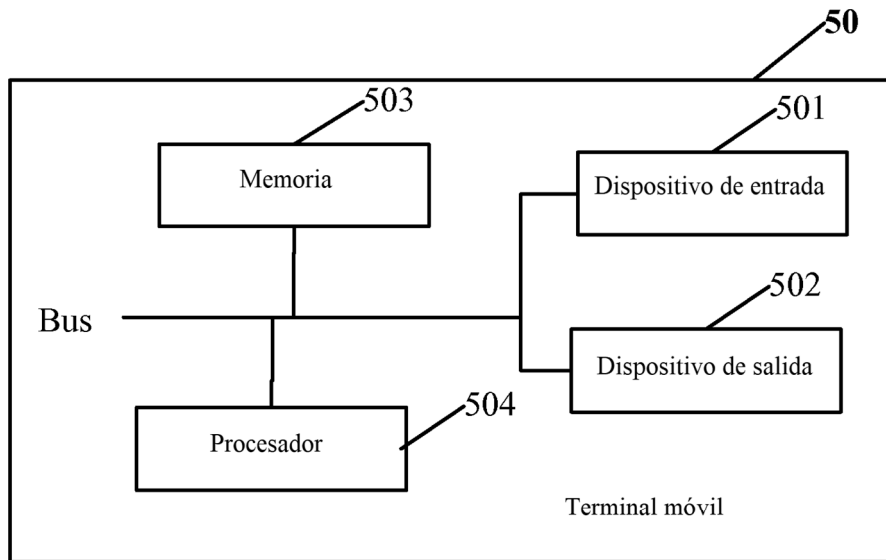 50
503
501
Memoria
Dispositivo de entrada
502
Bus
Dispositivo de salida
504
Procesador
Terminal móvil